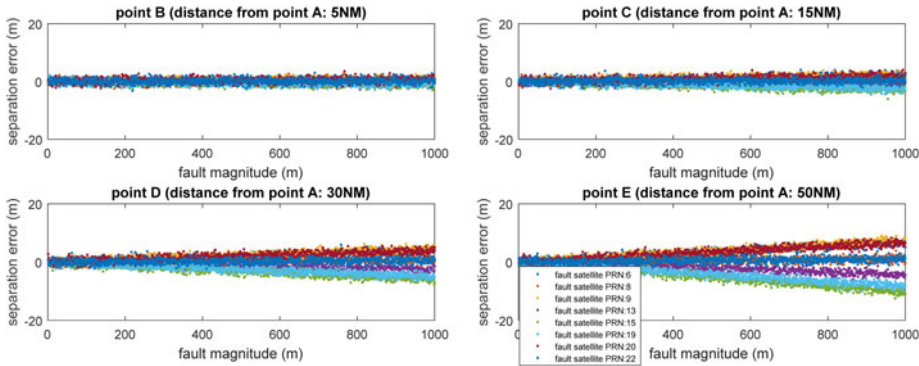 point B (distance from point A: 5NM)
20
0
-20
separation error (m)
0 200 400 600 800 1000
fault magnitude (m)
point C (distance from point A: 15NM)
20
0
-20
separation error (m)
0 200 400 600 800 1000
fault magnitude (m)
point D (distance from point A: 30NM)
20
0
-20
separation error (m)
0 200 400 600 800 1000
fault magnitude (m)
point E (distance from point A: 50NM)
20
0
-20
separation error (m)
fault satellite PRN:6
fault satellite PRN:8
fault satellite PRN:9
fault satellite PRN:13
fault satellite PRN:15
fault satellite PRN:19
fault satellite PRN:20
fault satellite PRN:22
0 400 600 800 1000
fault magnitude (m)